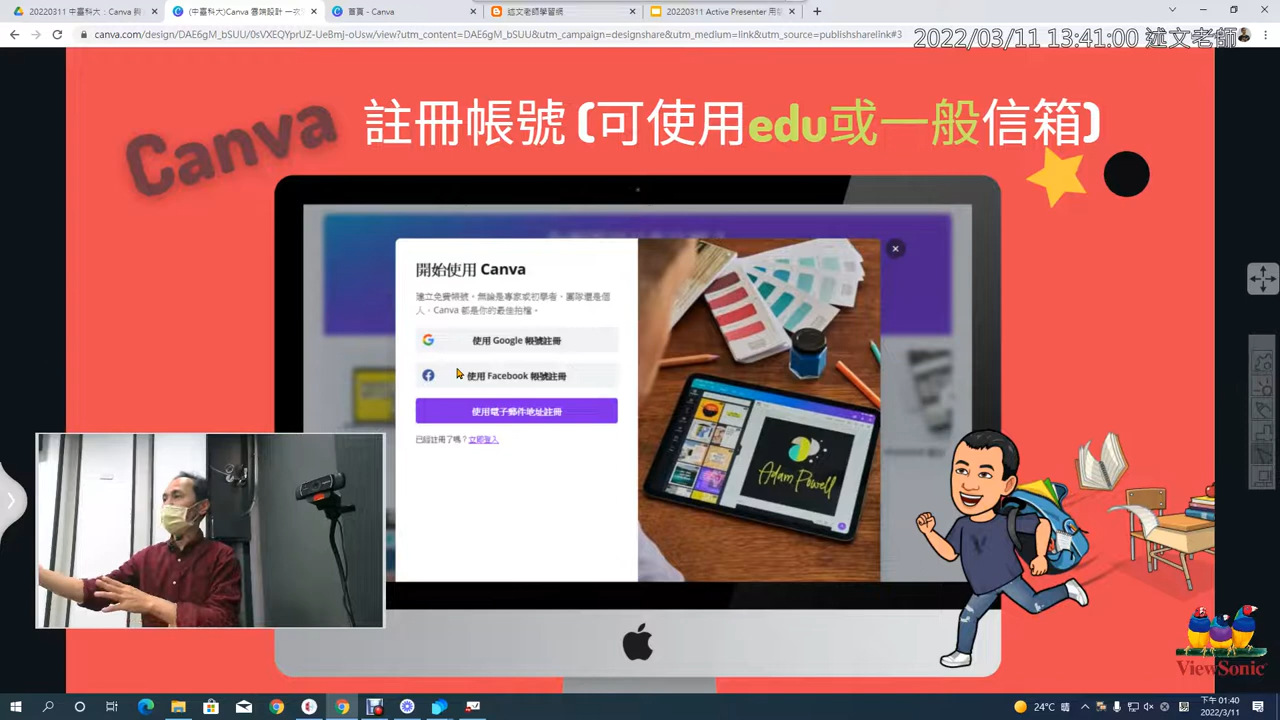 20220311 中嘉科大 : Canva 與
(中嘉科大)Canva 雲端設計 一次
首頁 - Canva
述文老師學習網
20220311 Active Presenter 用
canva.com/design/DAE6gM_bSUU/0sVXEQYprUZ-UeBmj-oUsw/view?utm_content=DAE6gM_bSUU&utm_campaign=designshare&utm_medium=link&utm_source=publishsharelink#3
2022/03/11 13:41:00 述文老師
Canva
註冊帳號 (可使用edu或一般信箱)
開始使用 Canva
建立免費帳號。無論是專家或初學者、團隊還是個
人，Canva 都是你的最佳拍檔。
使用 Google 帳號註冊
使用 Facebook 帳號註冊
使用電子郵件地址註冊
已經註冊了嗎？立即登入
Adam Powell
ViewSonic
24°C 晴
下午 01:40
2022/3/11